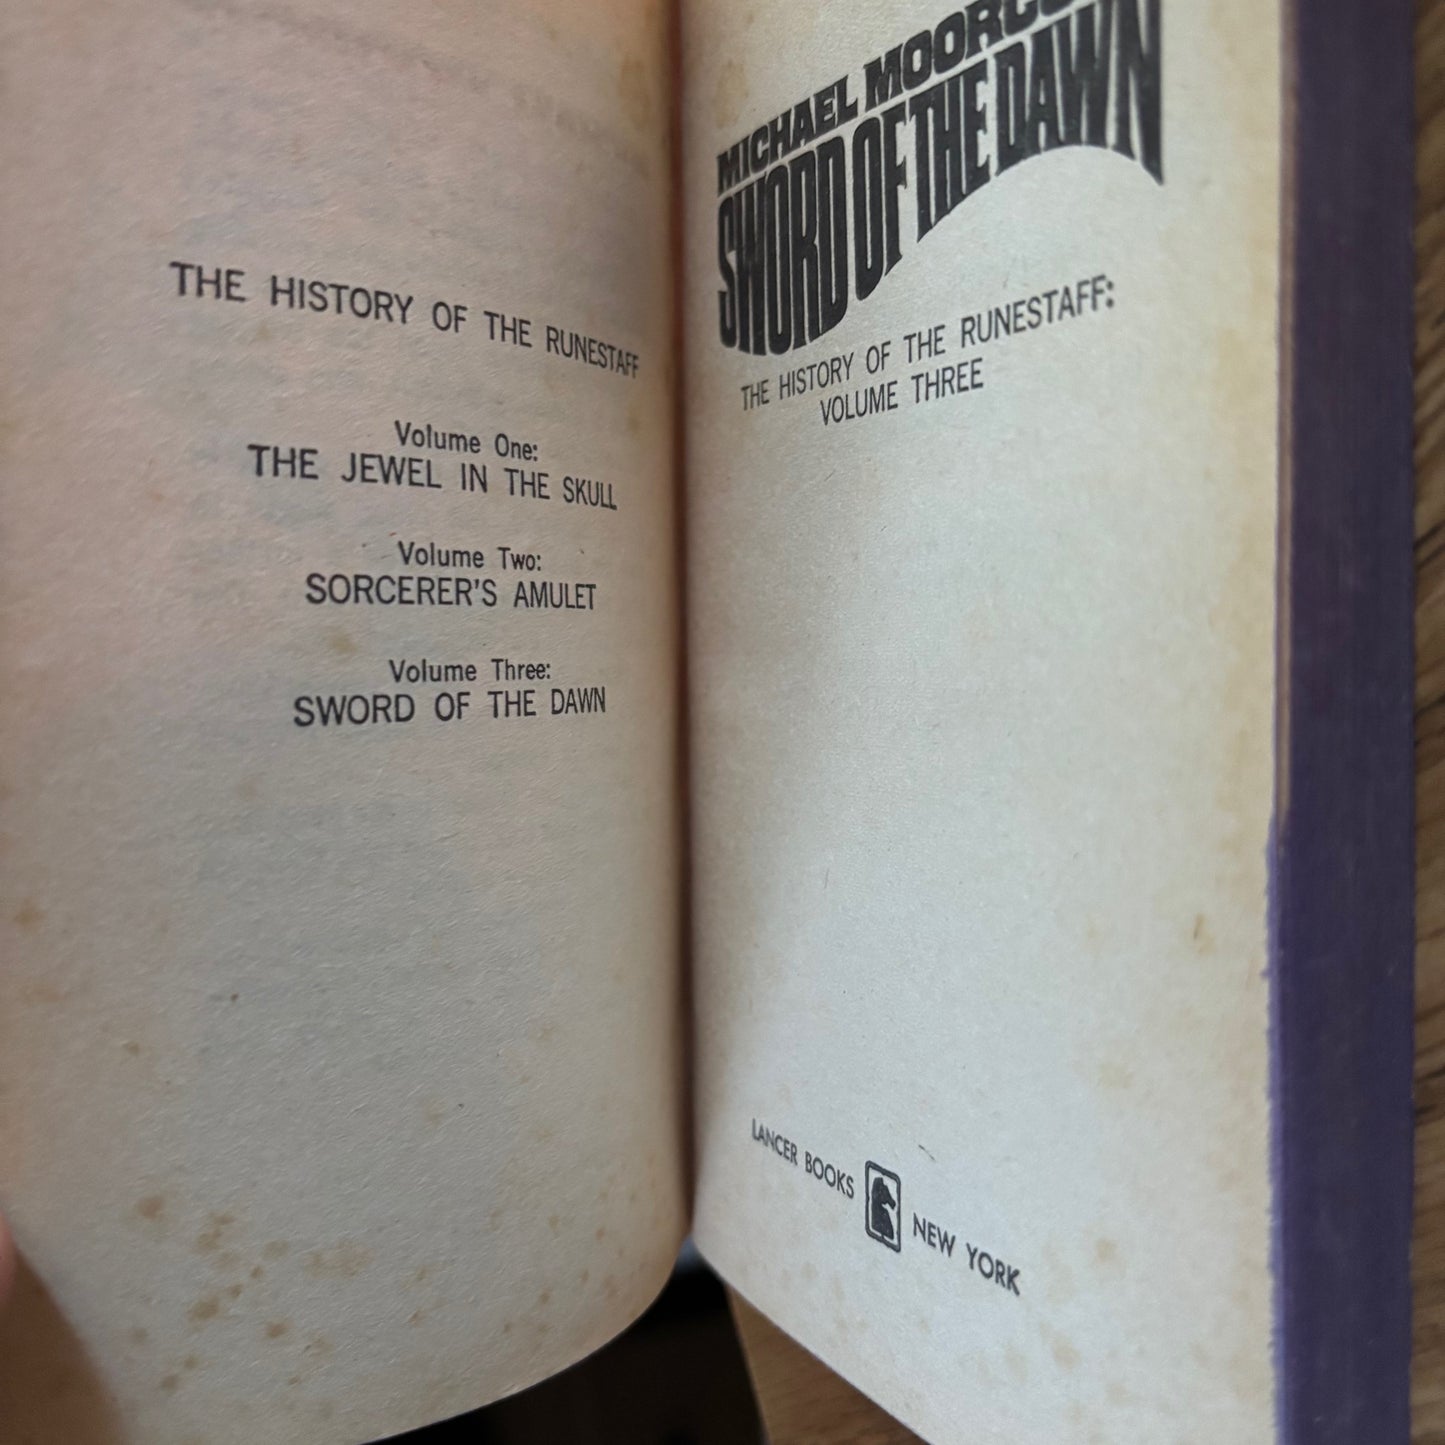 THE HISTORY OF THE RUNESTAFF
Volume One:
THE JEWEL IN THE SKULL
Volume Two:
SORCERER'S AMULET
Volume Three:
SWORD OF THE DAWN
MICHAEL
SWORD OF THE DAWN
THE HISTORY OF THE RUNESTAFF:
VOLUME THREE
LANCER BOOKS NEW YORK